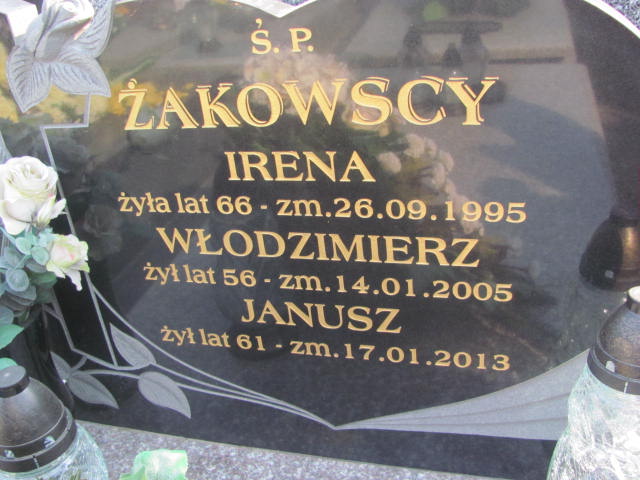 Ś. P.
ŻAKOWSCY
IRENA
żyła lat 66 - zm.26.09.1995
WŁODZIMIERZ
żył lat 56 - zm.14.01.2005
JANUSZ
żył lat 61 - zm.17.01.2013